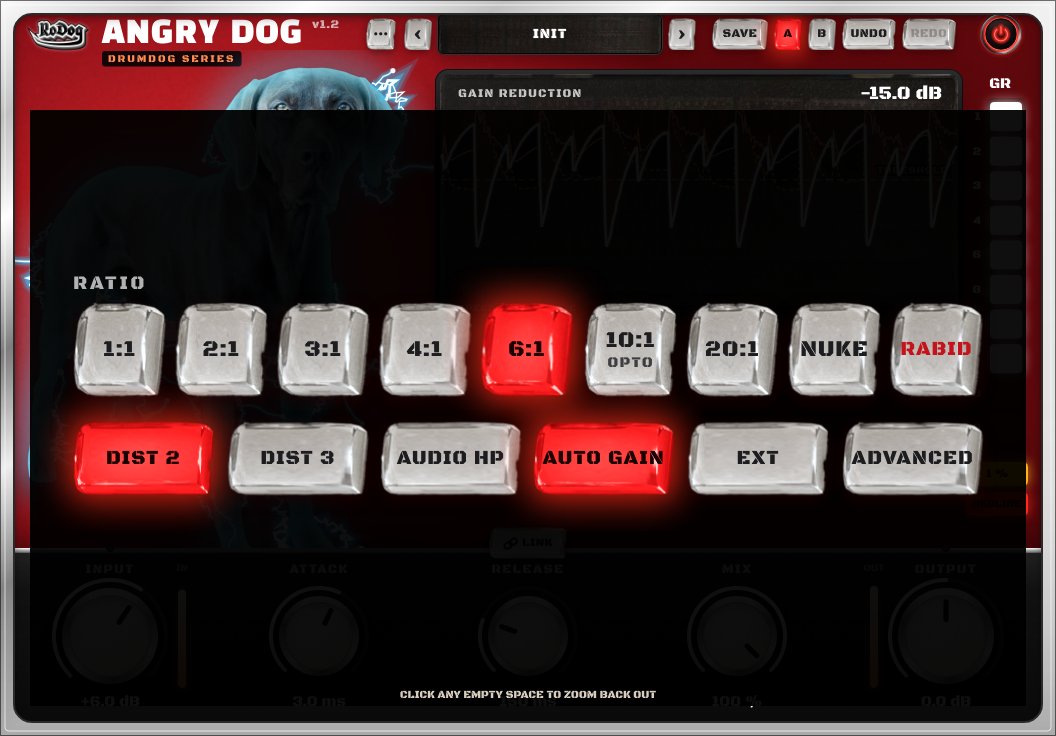 RoDog
ANGRY DOG v1.2
DRUMDOG SERIES
INIT
SAVE A B UNDO REDO
GAIN REDUCTION -15.0 dB
GR
RATIO
1:1 2:1 3:1 4:1 6:1 10:1 OPTO 20:1 NUKE RABID
DIST 2 DIST 3 AUDIO HP AUTO GAIN EXT ADVANCED
LINK
INPUT IN ATTACK RELEASE MIX OUT OUTPUT
CLICK ANY EMPTY SPACE TO ZOOM BACK OUT
+6.0 dB 3.0 ms 100 % 0.0 dB